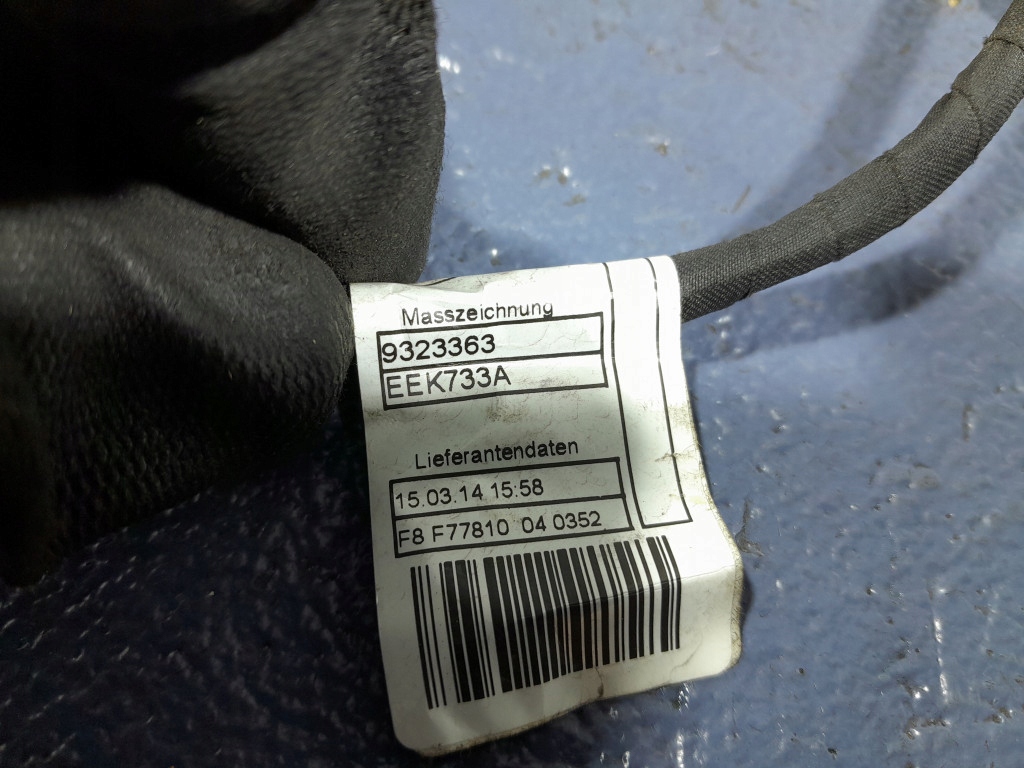 Masszeichnung
9323363
EEK733A
Lieferantendaten
15.03.14 15:58
F8 F77810 04 0352